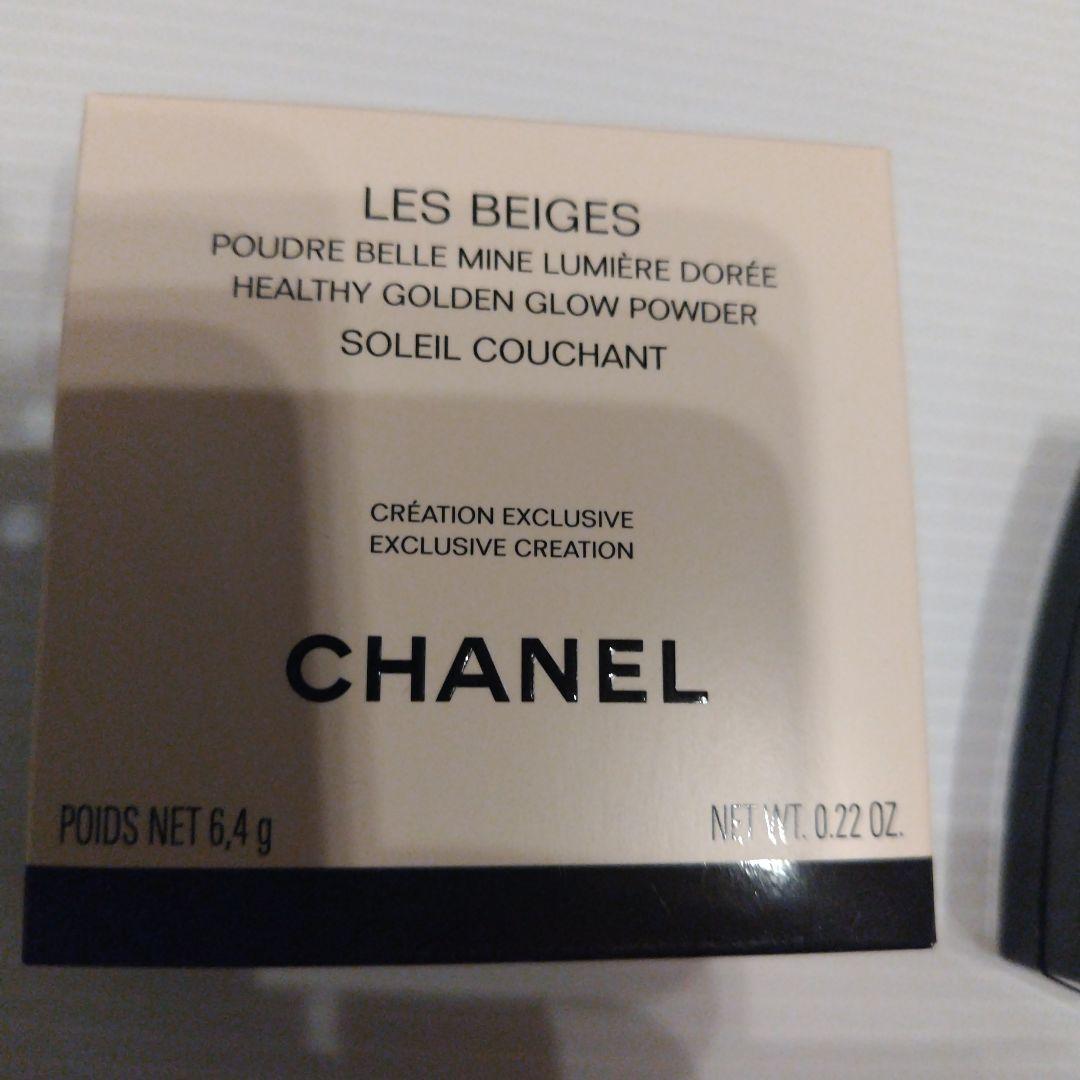 LES BEIGES
POUDRE BELLE MINE LUMIÈRE DORÉE
HEALTHY GOLDEN GLOW POWDER
SOLEIL COUCHANT
CRÉATION EXCLUSIVE
EXCLUSIVE CREATION
CHANEL
POIDS NET 6,4 g
NET WT. 0.22 OZ.